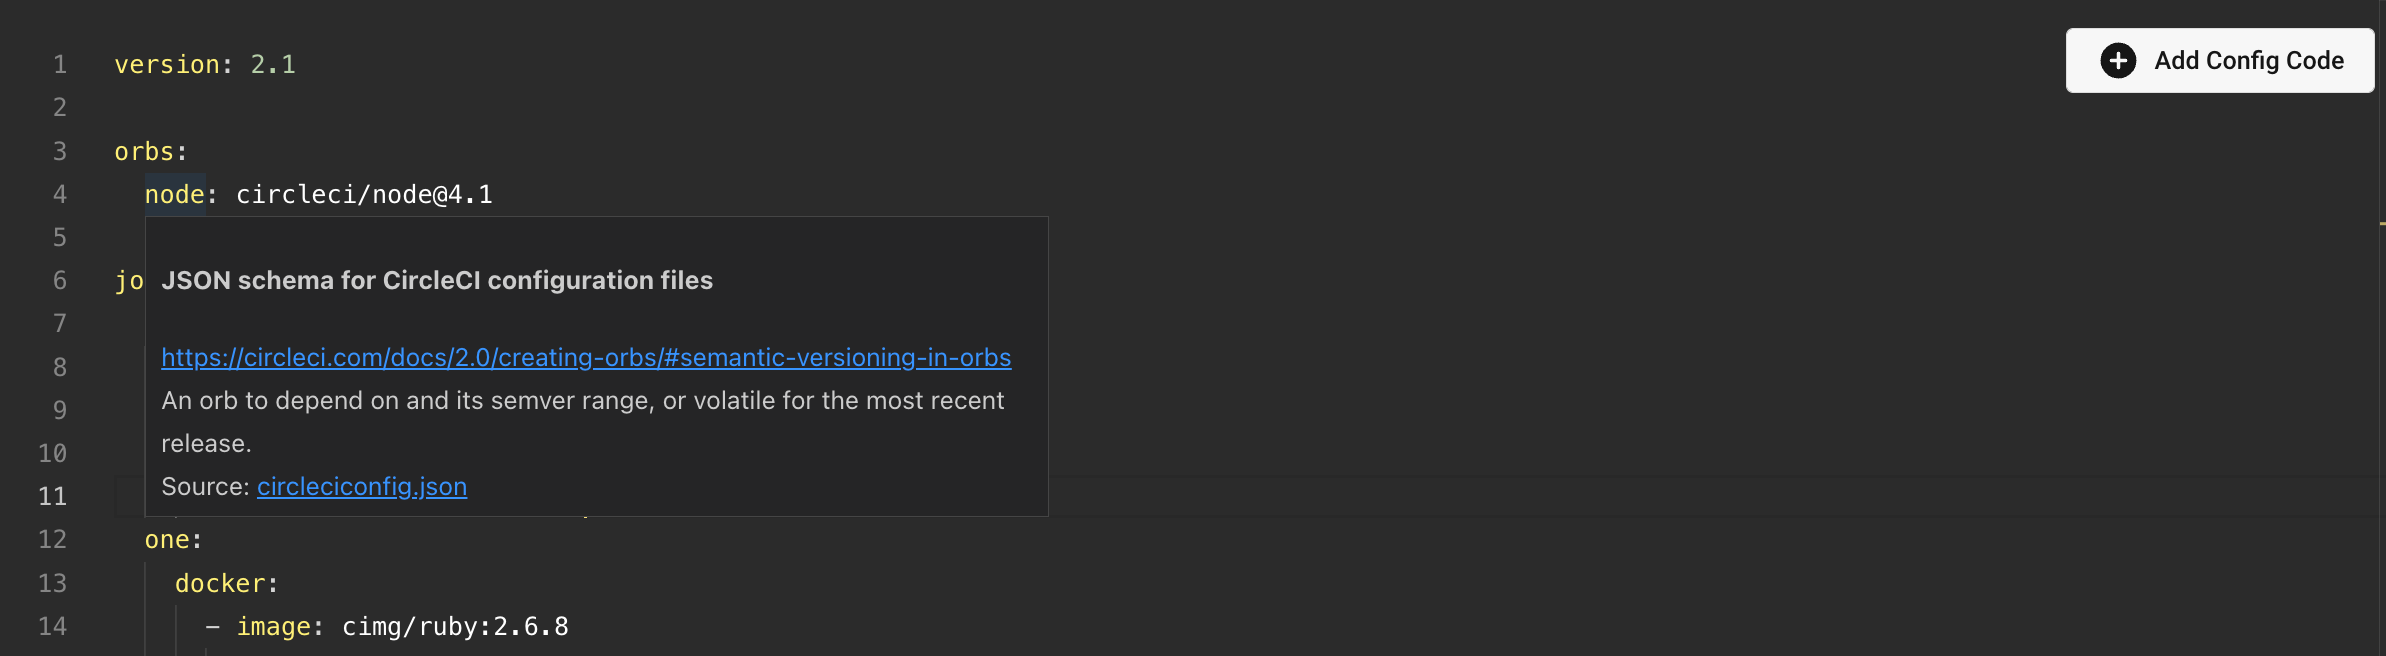 1 version: 2.1
Add Config Code
2
3 orbs:
4 node: circleci/node@4.1
5
6 jo
JSON schema for CircleCI configuration files
7
https://circleci.com/docs/2.0/creating-orbs/#semantic-versioning-in-orbs
8
An orb to depend on and its semver range, or volatile for the most recent
9
release.
10
Source: circleciconfig.json
11
12 one:
13 docker:
14 - image: cimg/ruby:2.6.8